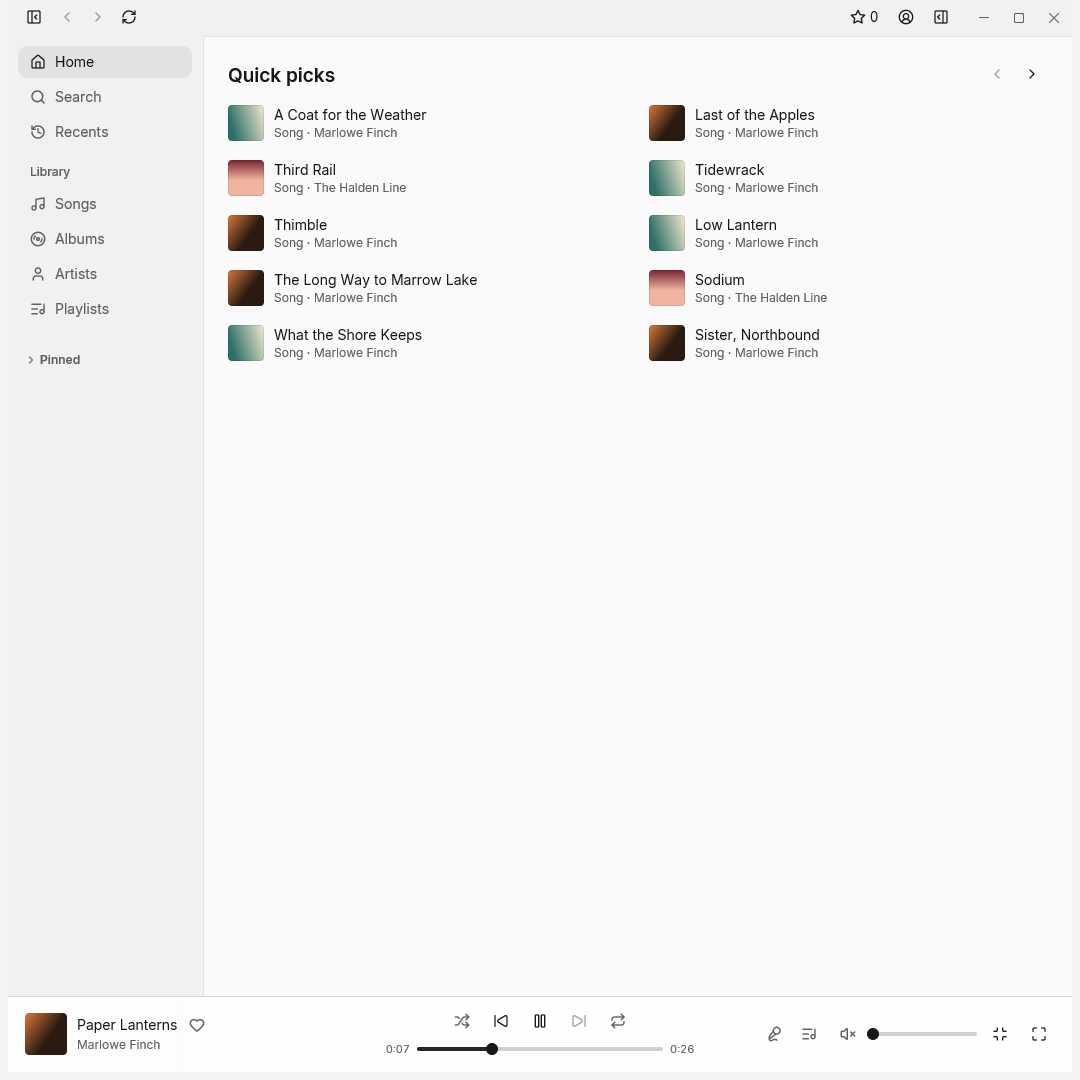 0
Home
Search
Recents
Library
Songs
Albums
Artists
Playlists
Pinned
Quick picks
A Coat for the Weather
Song · Marlowe Finch
Third Rail
Song · The Halden Line
Thimble
Song · Marlowe Finch
The Long Way to Marrow Lake
Song · Marlowe Finch
What the Shore Keeps
Song · Marlowe Finch
Last of the Apples
Song · Marlowe Finch
Tidewrack
Song · Marlowe Finch
Low Lantern
Song · Marlowe Finch
Sodium
Song · The Halden Line
Sister, Northbound
Song · Marlowe Finch
Paper Lanterns
Marlowe Finch
0:07
0:26